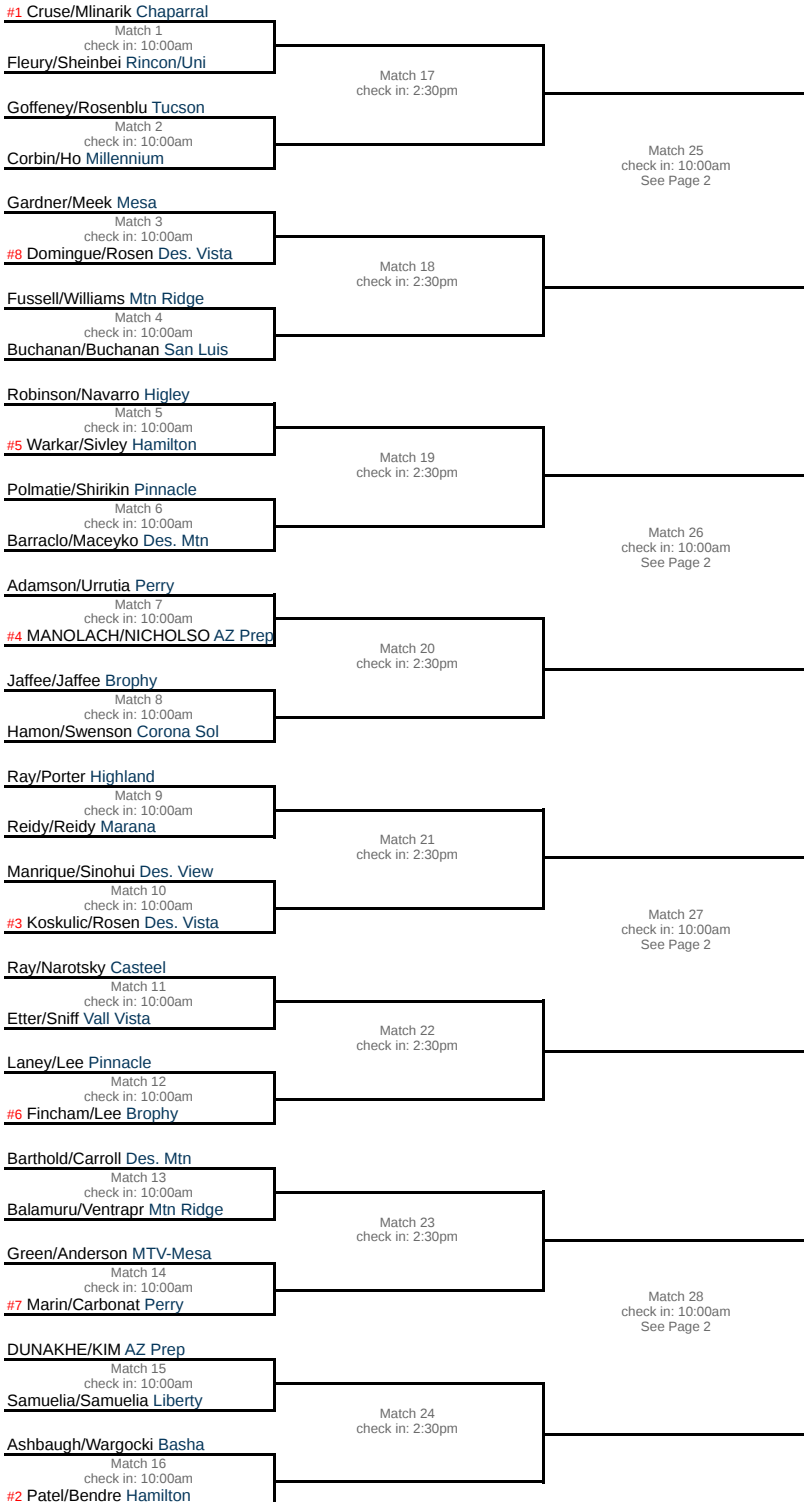 #1 Cruse/Mlinarik Chaparral
Match 1
check in: 10:00am
Fleury/Sheinbei Rincon/Uni
Match 17
check in: 2:30pm
Goffeney/Rosenblu Tucson
Match 2
check in: 10:00am
Corbin/Ho Millennium
Match 25
check in: 10:00am
See Page 2
Gardner/Meek Mesa
Match 3
check in: 10:00am
#8 Domingue/Rosen Des. Vista
Match 18
check in: 2:30pm
Fussell/Williams Mtn Ridge
Match 4
check in: 10:00am
Buchanan/Buchanan San Luis
Robinson/Navarro Higley
Match 5
check in: 10:00am
#5 Warkar/Sivley Hamilton
Match 19
check in: 2:30pm
Polmatie/Shirikin Pinnacle
Match 6
check in: 10:00am
Barraclo/Maceyko Des. Mtn
Match 26
check in: 10:00am
See Page 2
Adamson/Urrutia Perry
Match 7
check in: 10:00am
#4 MANOLACH/NICHOLSO AZ Prep
Match 20
check in: 2:30pm
Jaffee/Jaffee Brophy
Match 8
check in: 10:00am
Hamon/Swenson Corona Sol
Ray/Porter Highland
Match 9
check in: 10:00am
Reidy/Reidy Marana
Match 21
check in: 2:30pm
Manrique/Sinohui Des. View
Match 10
check in: 10:00am
#3 Koskulic/Rosen Des. Vista
Match 27
check in: 10:00am
See Page 2
Ray/Narotsky Casteel
Match 11
check in: 10:00am
Etter/Sniff Vall Vista
Match 22
check in: 2:30pm
Laney/Lee Pinnacle
Match 12
check in: 10:00am
#6 Fincham/Lee Brophy
Barthold/Carroll Des. Mtn
Match 13
check in: 10:00am
Balamuru/Ventrapr Mtn Ridge
Match 23
check in: 2:30pm
Green/Anderson MTV-Mesa
Match 14
check in: 10:00am
#7 Marin/Carbonat Perry
Match 28
check in: 10:00am
See Page 2
DUNAKHE/KIM AZ Prep
Match 15
check in: 10:00am
Samuelia/Samuelia Liberty
Match 24
check in: 2:30pm
Ashbaugh/Wargocki Basha
Match 16
check in: 10:00am
#2 Patel/Bendre Hamilton